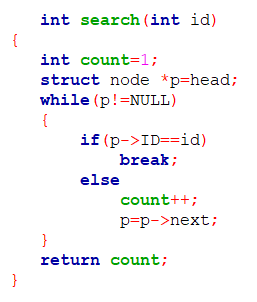 int search(int id)
{
int count=1;
struct node *p=head;
while(p!=NULL)
{
if(p->ID==id)
break;
else
count++;
p=p->next;
}
return count;
}